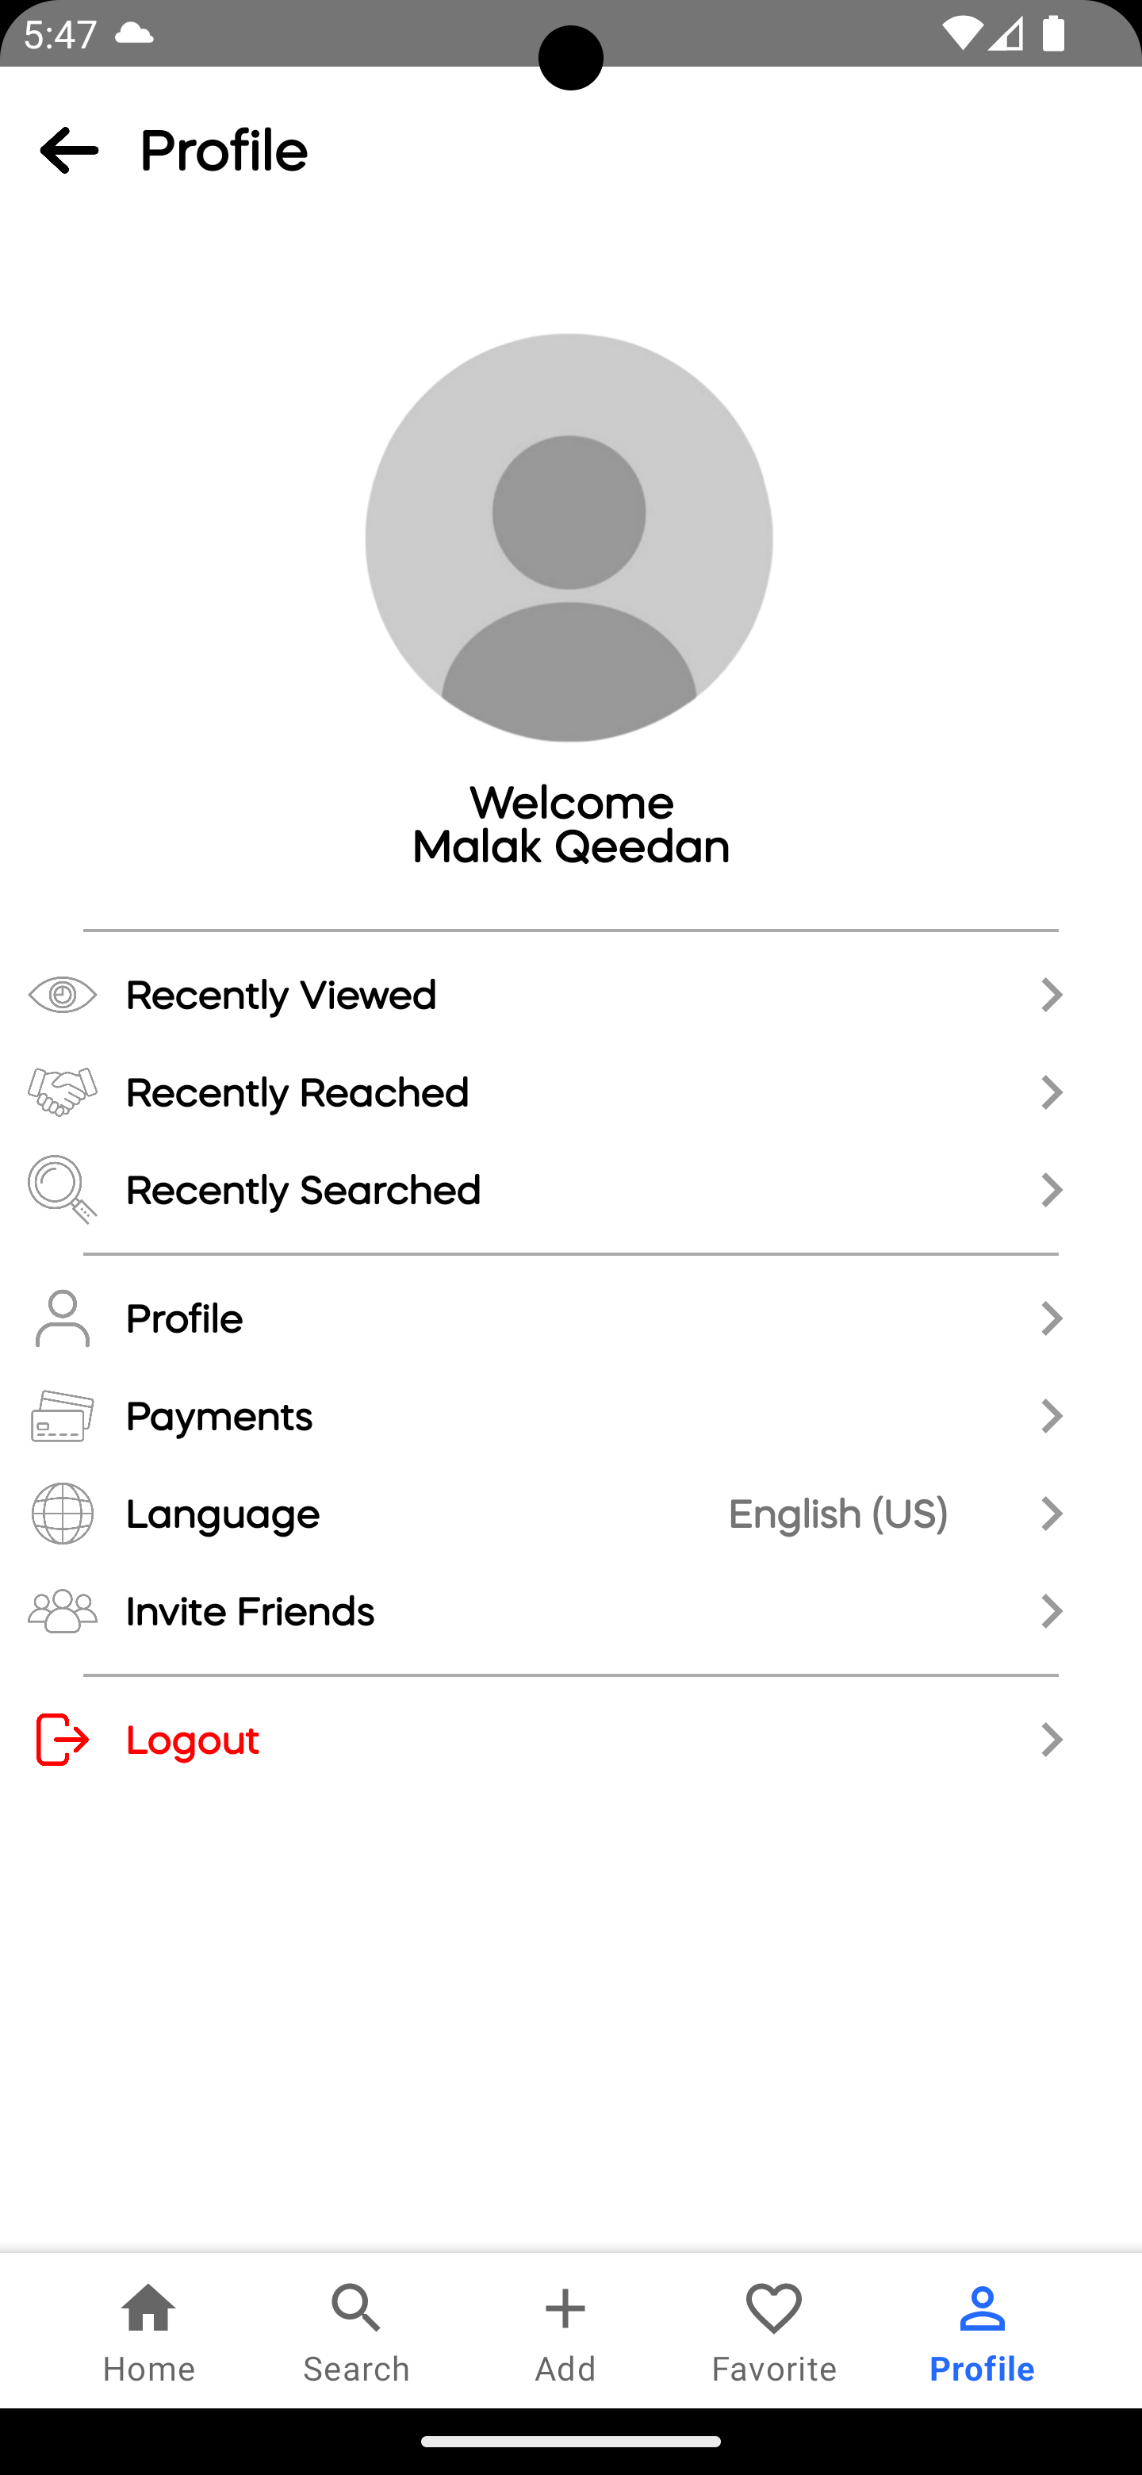 5:47
Profile
Welcome
Malak Qeedan
Recently Viewed
Recently Reached
Recently Searched
Profile
Payments
Language English (US)
Invite Friends
Logout
Home Search Add Favorite Profile